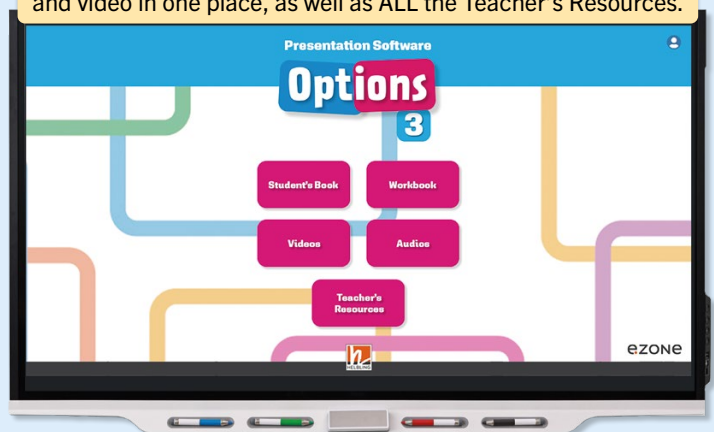 and video in one place, as well as ALL the Teacher's Resources.
Presentation Software
Options
3
Student's Book
Workbook
Videos
Audios
Teacher's
Resources
h
HELBLING
ezone